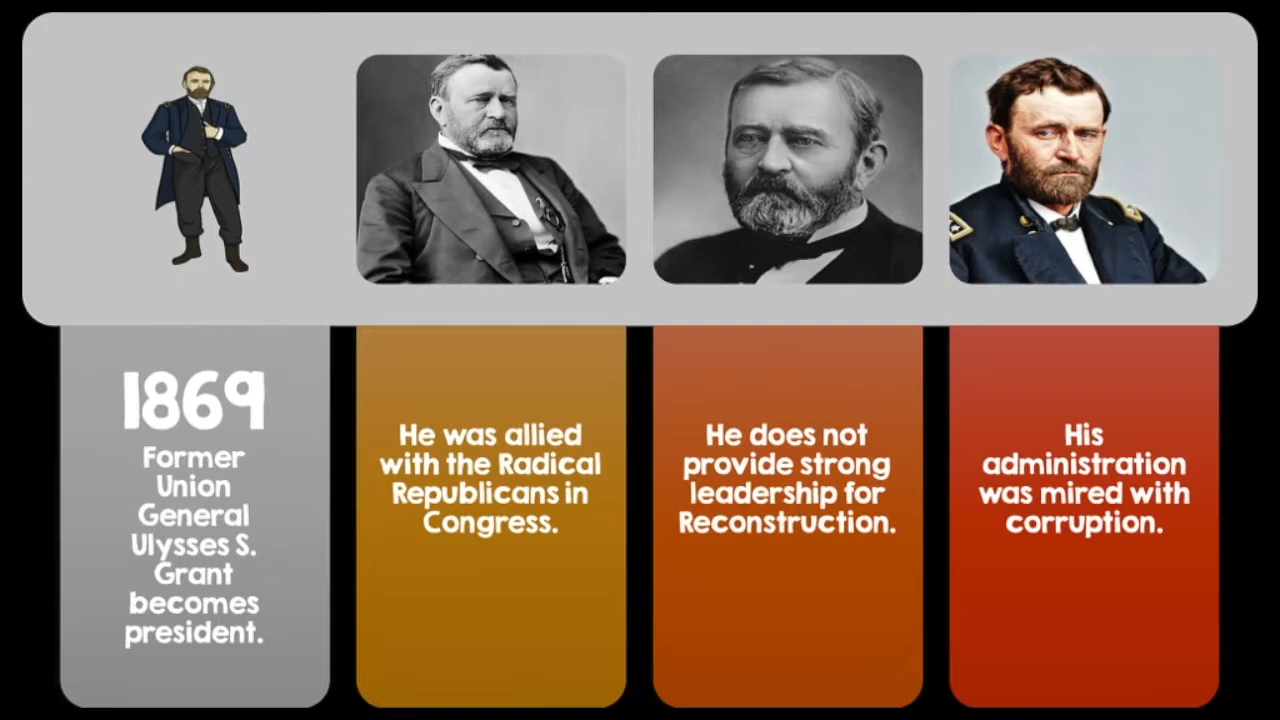 1869
Former
Union
General
Ulysses S.
Grant
becomes
president.
He was allied
with the Radical
Republicans in
Congress.
He does not
provide strong
leadership for
Reconstruction.
His
administration
was mired with
corruption.